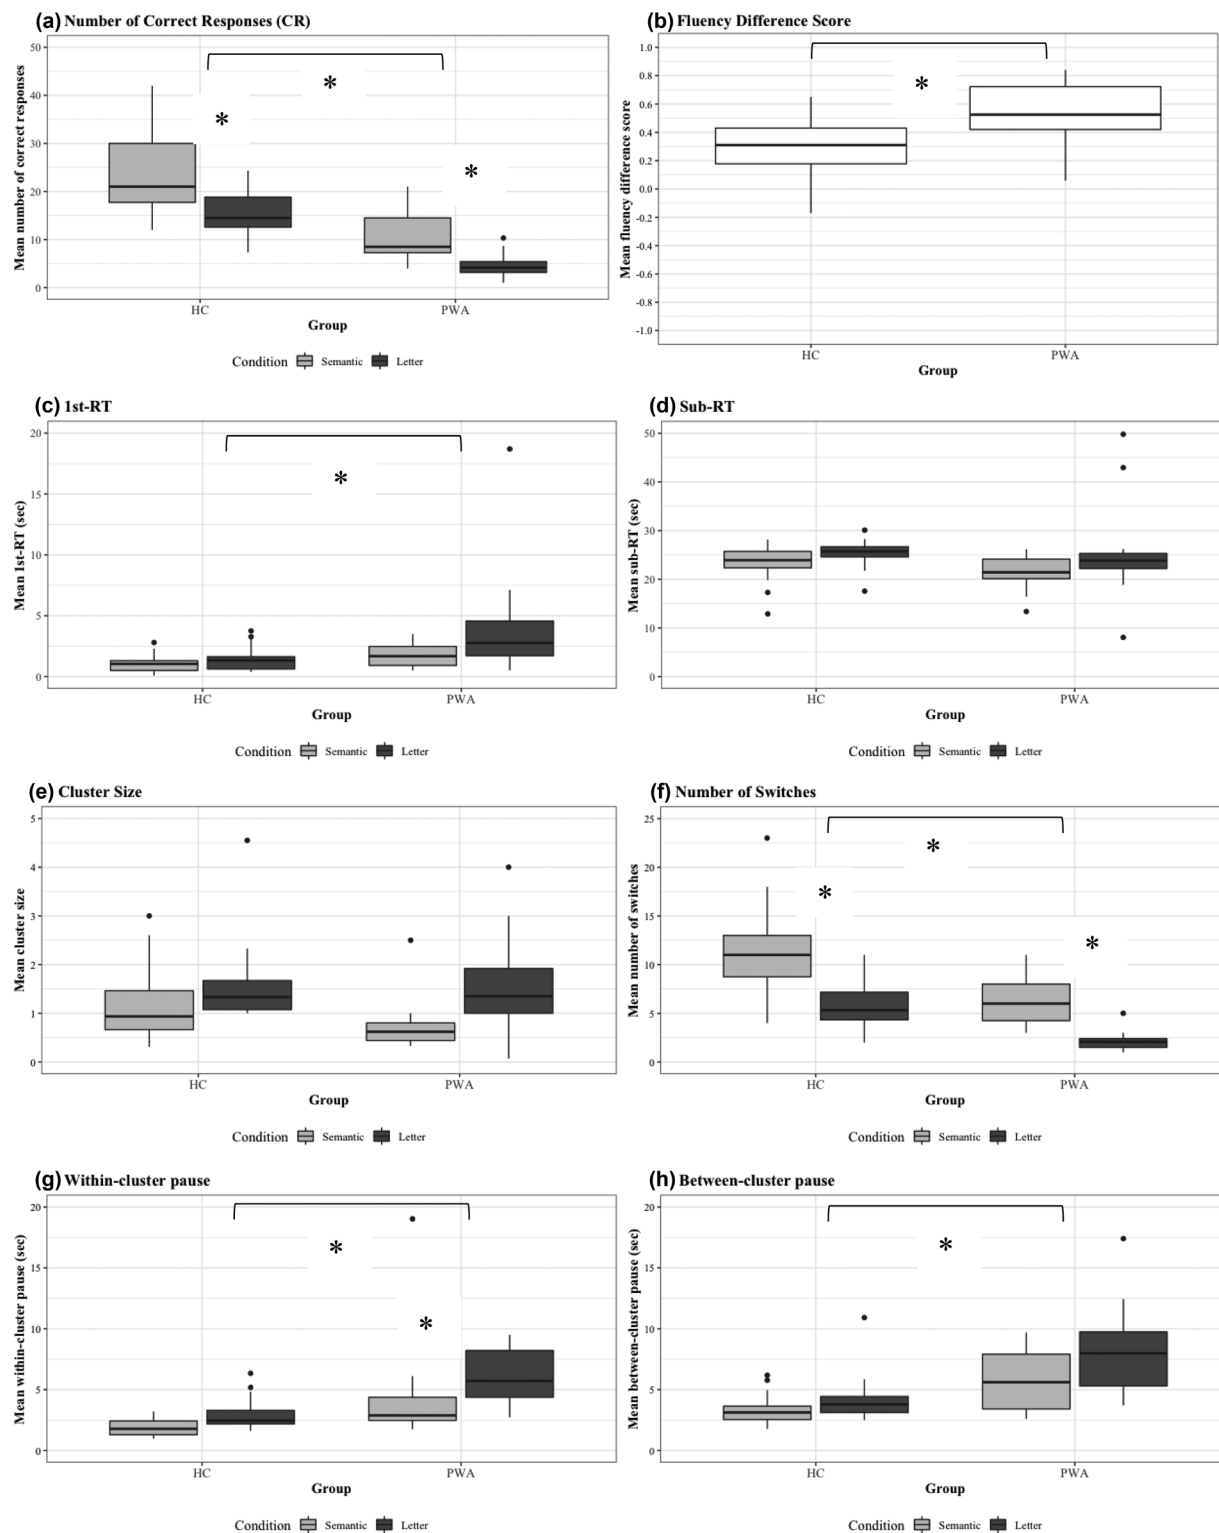 (a) Number of Correct Responses (CR)
Mean number of correct responses
50
40
30
20
10
0
*
*
*
HC
PWA
Group
Condition Semantic Letter
(b) Fluency Difference Score
Mean fluency difference score
1.0
0.8
0.6
0.4
0.2
0.0
-0.2
-0.4
-0.6
-0.8
-1.0
*
HC
PWA
Group
(c) 1st-RT
Mean 1st-RT (sec)
20
15
10
5
0
*
HC
PWA
Group
Condition Semantic Letter
(d) Sub-RT
Mean sub-RT (sec)
50
40
30
20
10
0
HC
PWA
Group
Condition Semantic Letter
(e) Cluster Size
Mean cluster size
5
4
3
2
1
0
HC
PWA
Group
Condition Semantic Letter
(f) Number of Switches
Mean number of switches
25
20
15
10
5
0
*
*
*
HC
PWA
Group
Condition Semantic Letter
(g) Within-cluster pause
Mean within-cluster pause (sec)
20
15
10
5
0
*
*
HC
PWA
Group
Condition Semantic Letter
(h) Between-cluster pause
Mean between-cluster pause (sec)
20
15
10
5
0
*
HC
PWA
Group
Condition Semantic Letter